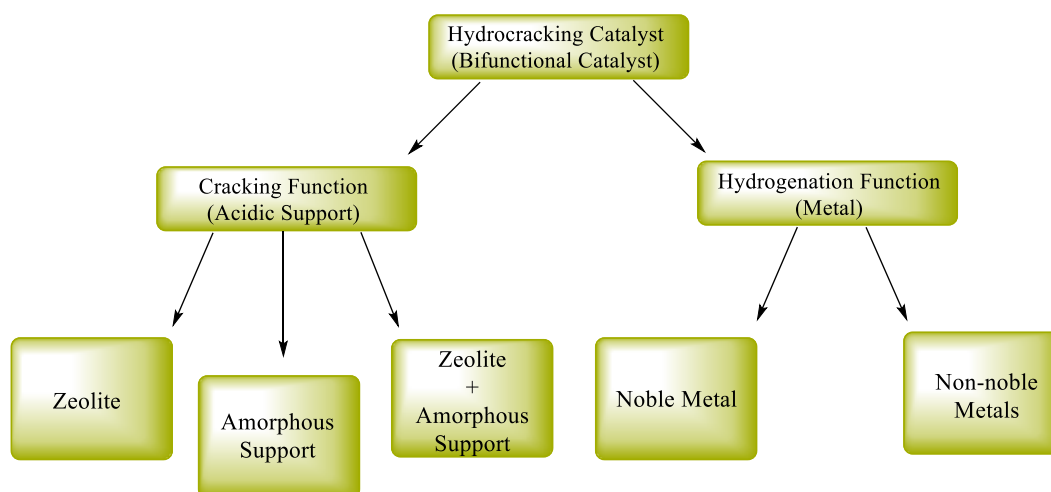 Hydrocracking Catalyst
(Bifunctional Catalyst)
Cracking Function
(Acidic Support)
Hydrogenation Function
(Metal)
Zeolite
Amorphous
Support
Zeolite
+
Amorphous
Support
Noble Metal
Non-noble
Metals